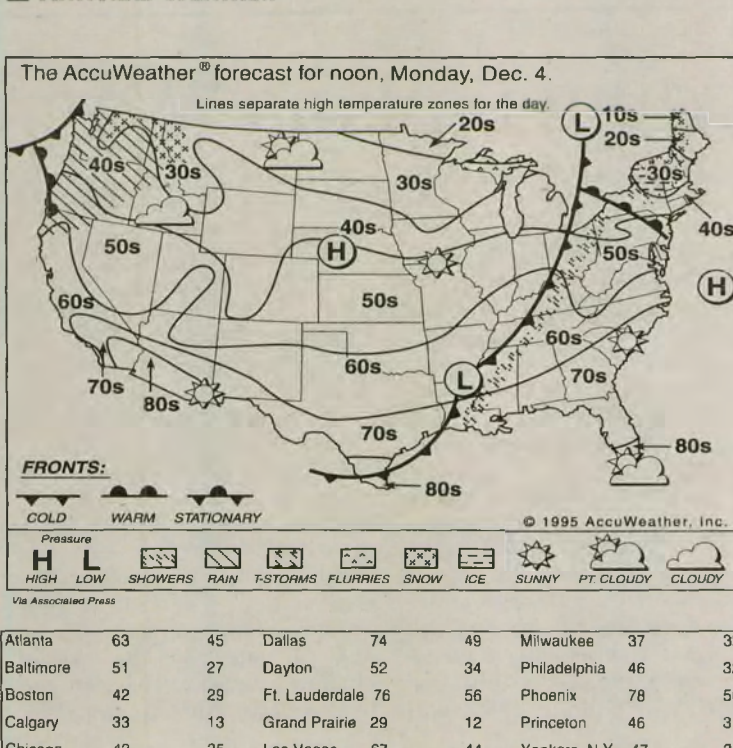 The AccuWeather® forecast for noon, Monday, Dec. 4.
Lines separate high temperature zones for the day.
20s
L
10s
20s
40s
30s
30s
30s
40s
40s
50s
H
50s
H
60s
50s
60s
60s
L
70s
70s
80s
70s
80s
80s
FRONTS:
COLD WARM STATIONARY
© 1995 AccuWeather, Inc.
Pressure
H L
HIGH LOW SHOWERS RAIN T-STORMS FLURRIES SNOW ICE SUNNY PT. CLOUDY CLOUDY
Via Associated Press
Atlanta 63 45 Dallas 74 49 Milwaukee 37
Baltimore 51 27 Dayton 52 34 Philadelphia 46
Boston 42 29 Ft. Lauderdale 76 56 Phoenix 78
Calgary 33 13 Grand Prairie 29 12 Princeton 46